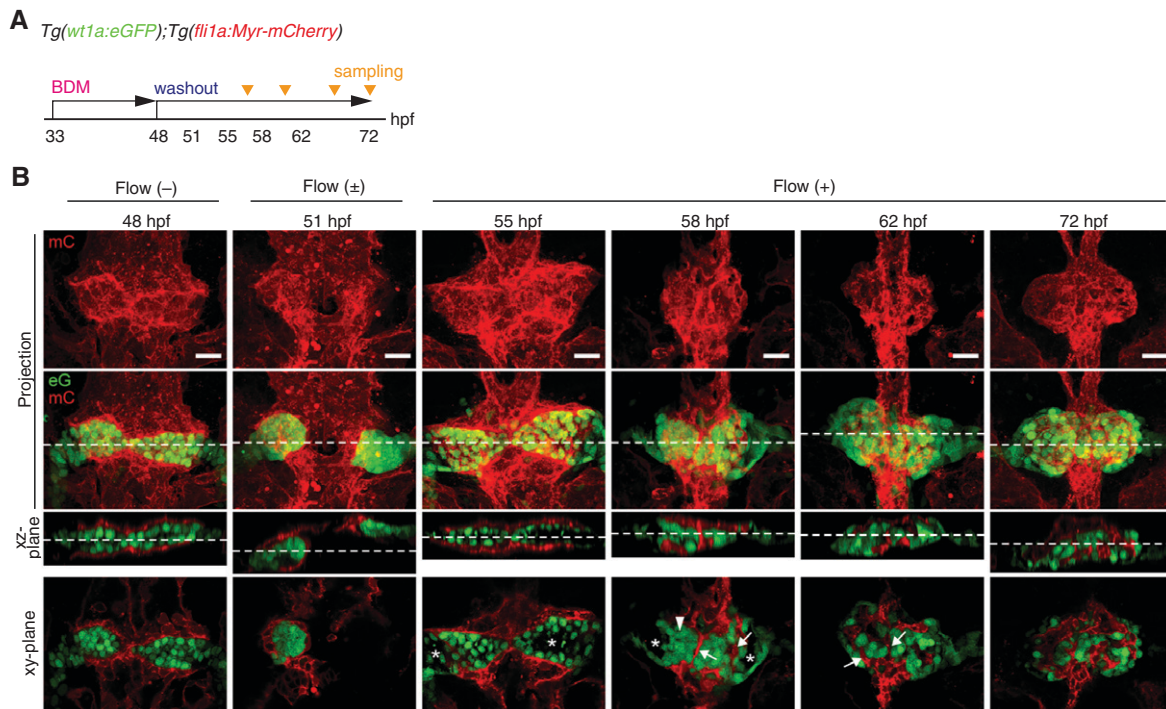 A
Tg(wt1a:eGFP);Tg(fli1a:Myr-mCherry)
sampling
BDM washout
hpf
33 48 51 55 58 62 72
B
Flow (–) Flow (±) Flow (+)
48 hpf 51 hpf 55 hpf 58 hpf 62 hpf 72 hpf
Projection
mC
eG
mC
xz-
plane
xy-plane
* * * *